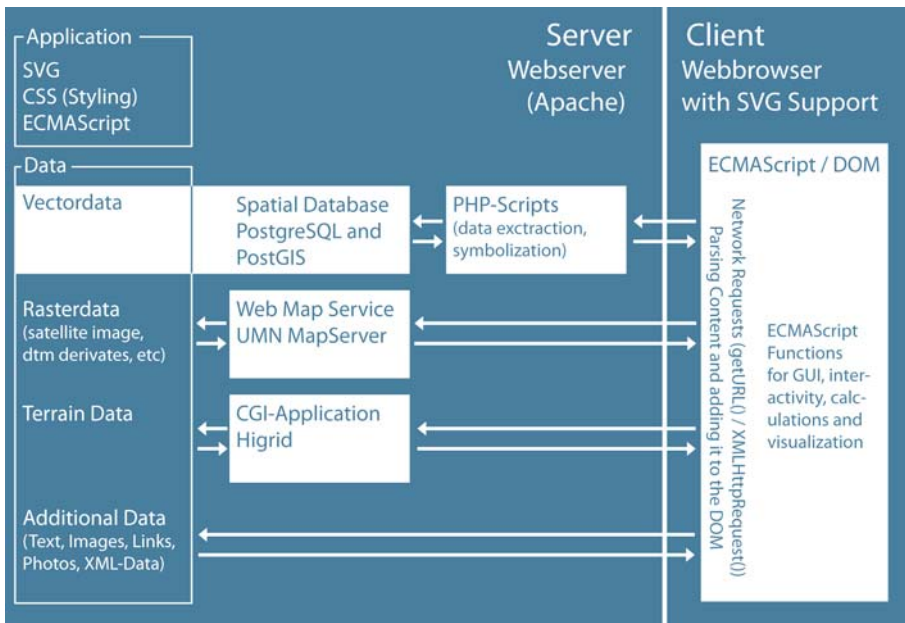 Application
SVG
CSS (Styling)
ECMAScript
Server
Webserver
(Apache)
Client
Webbrowser
with SVG Support
Data
Vectordata
Spatial Database
PostgreSQL and
PostGIS
PHP-Scripts
(data exctraction,
symbolization)
Rasterdata
(satellite image,
dtm derivates, etc)
Web Map Service
UMN MapServer
Terrain Data
CGI-Application
Higrid
Additional Data
(Text, Images, Links,
Photos, XML-Data)
ECMAScript / DOM
Network Requests (getURL() / XMLHttpRequest())
Parsing Content and adding it to the DOM
ECMAScript
Functions
for GUI, inter-
activity, calc-
ulations and
visualization